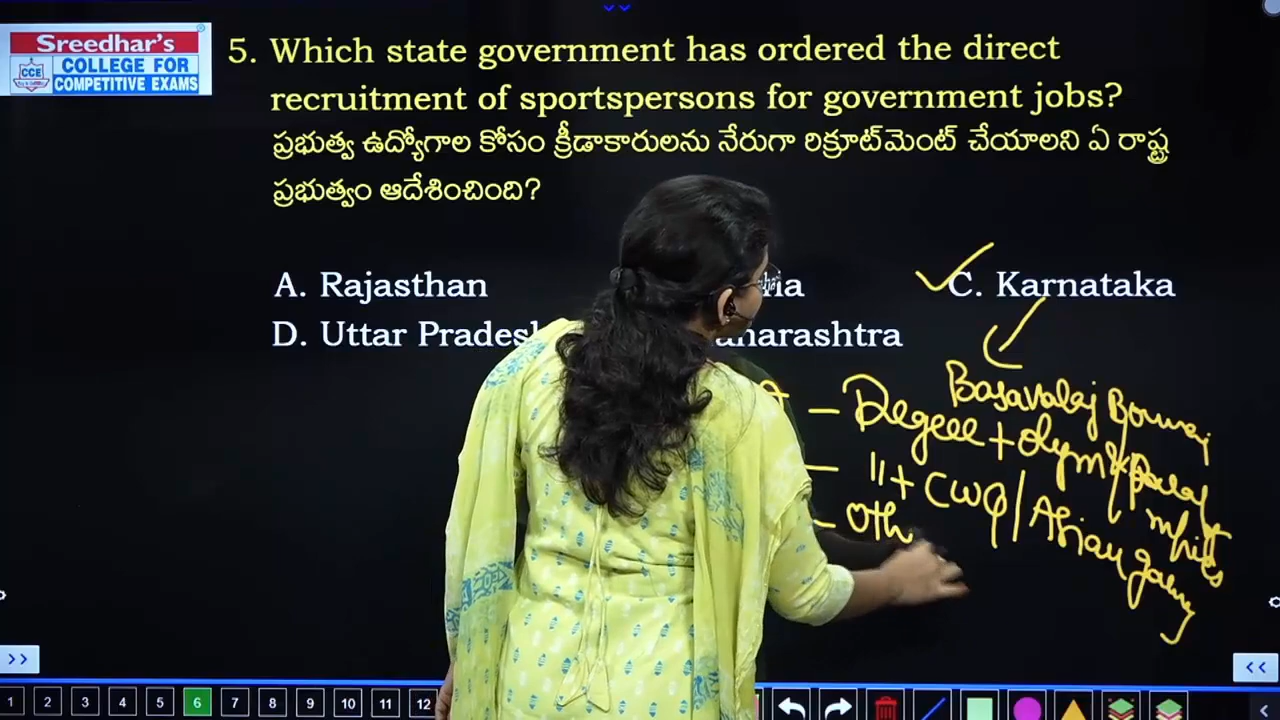 Sreedhar's
CCE
COLLEGE FOR
COMPETITIVE EXAMS
5. Which state government has ordered the direct
recruitment of sportspersons for government jobs?
ప్రభుత్వ ఉద్యోగాల కోసం క్రీడాకారులను నేరుగా రిక్రూట్‌మెంట్ చేయాలని ఏ రాష్ట్ర
ప్రభుత్వం ఆదేశించింది?
A. Rajasthan
C. Karnataka
D. Uttar Prades
aharashtra
Basavaraj Bommai
– Degree + Olympics
– 11 + CWG / Asian games
– Oth
1 2 3 4 5 6 7 8 9 10 11 12